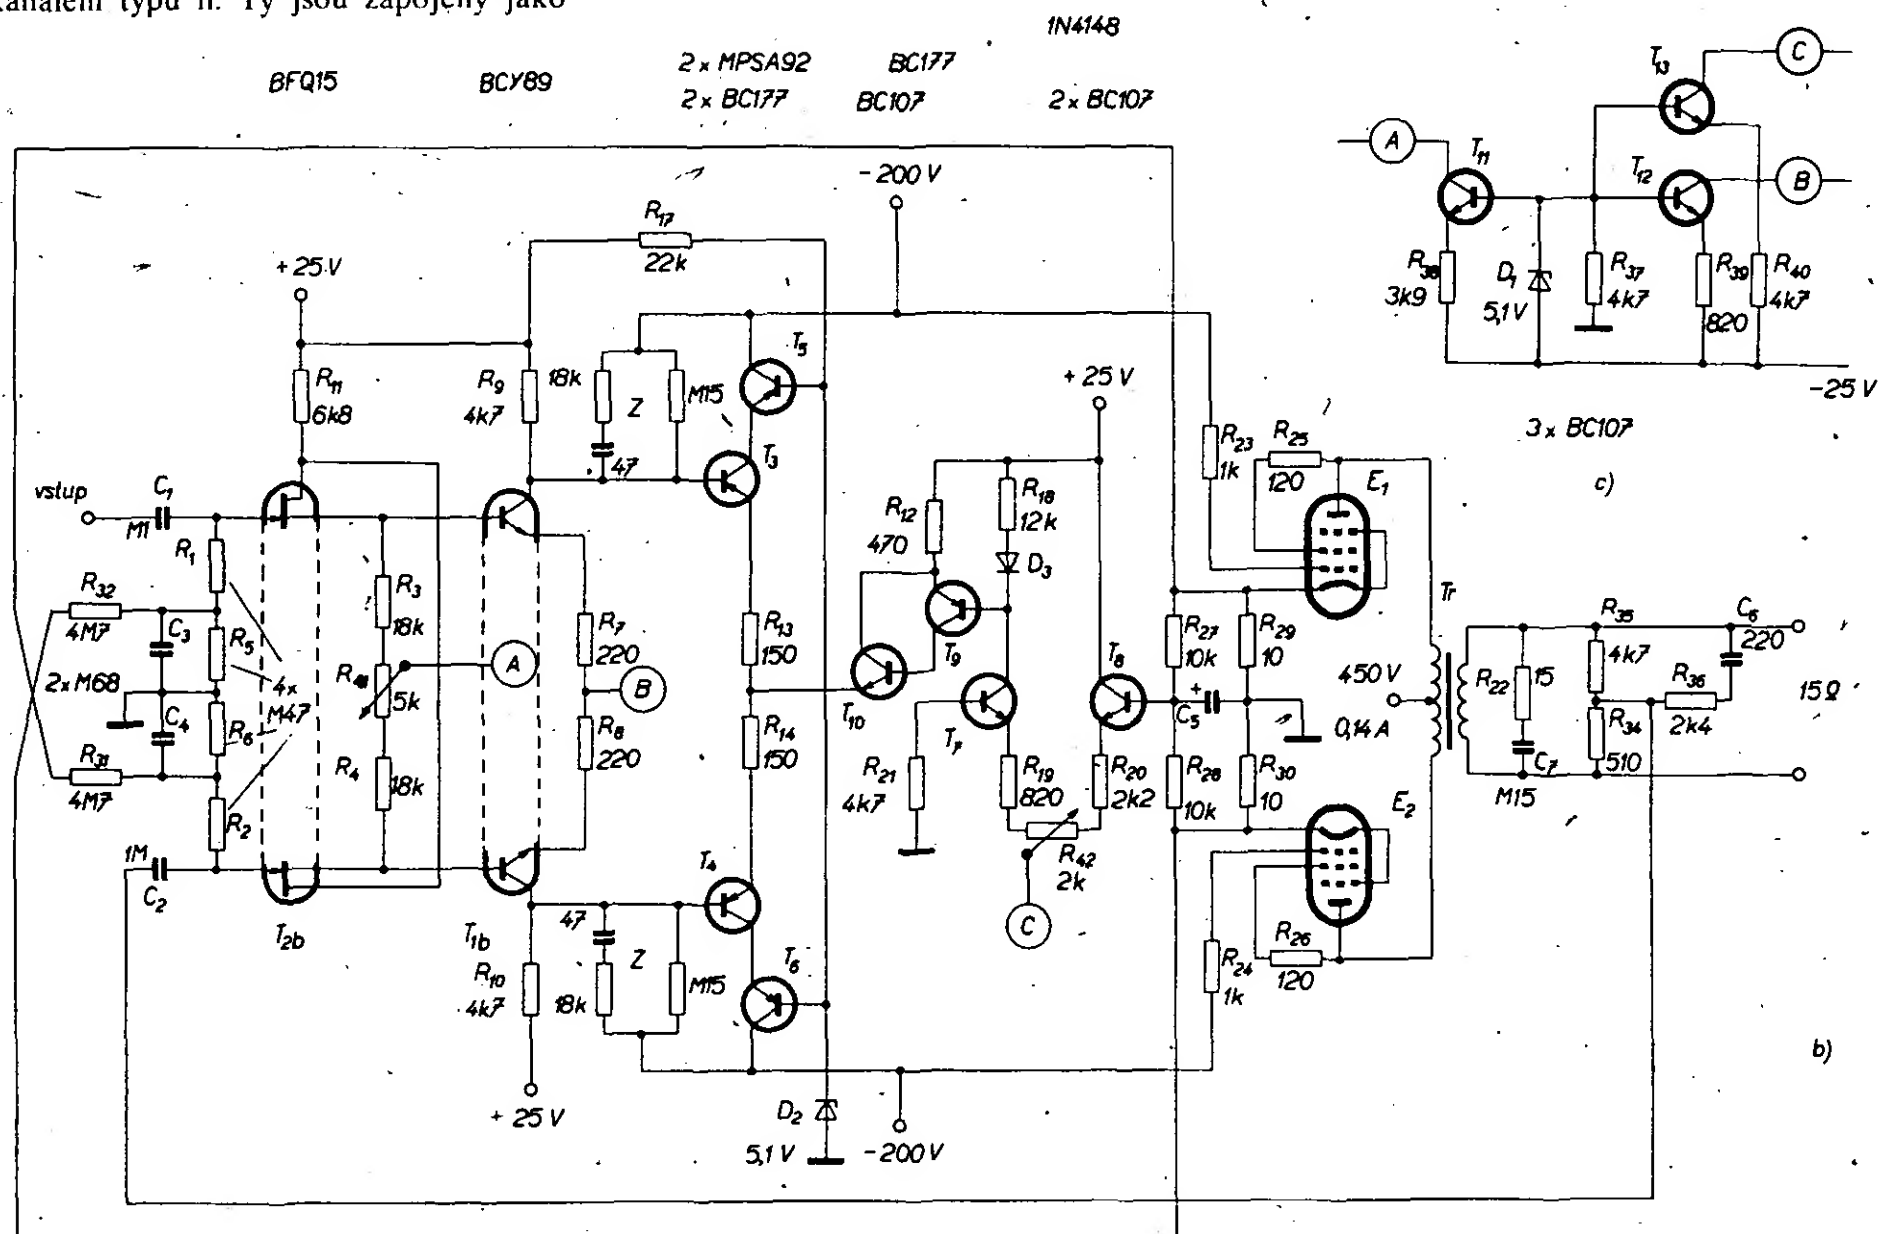 kanálem typu n. Ty jsou zapojeny jako
1N4148
2 x MPSA92
BC177
BFQ15
BCY89
2 x BC177
BC107
2 x BC107
T13
C
A
T11
T12
B
R38
3k9
D1
5,1V
R37
4k7
R39
820
R40
4k7
-25 V
3 x BC107
c)
-200 V
R17
22k
+25 V
R11
6k8
R9
4k7
18k
Z
M15
47
T5
T3
+25 V
R23
1k
R25
120
E1
vstup
C1
M1
R1
R32
4M7
C3
R5
2xM68
4x
M47
C4
R6
R31
4M7
R2
1M
C2
R3
18k
5k
A
R4
18k
R7
220
B
R8
220
T2b
T1b
R10
4k7
+25 V
47
Z
18k
M15
T4
T6
D2
5,1 V
-200 V
R13
150
R14
150
R12
470
R18
12k
D3
T9
T10
T7
T8
R21
4k7
R19
820
R20
2k2
R42
2k
C
R27
10k
R29
10
C5
+
R28
10k
R30
10
E2
R24
1k
R26
120
Tr
450 V
0,14A
R22
15
C7
M15
R35
4k7
R34
510
R36
2k4
C6
220
15Ω
b)